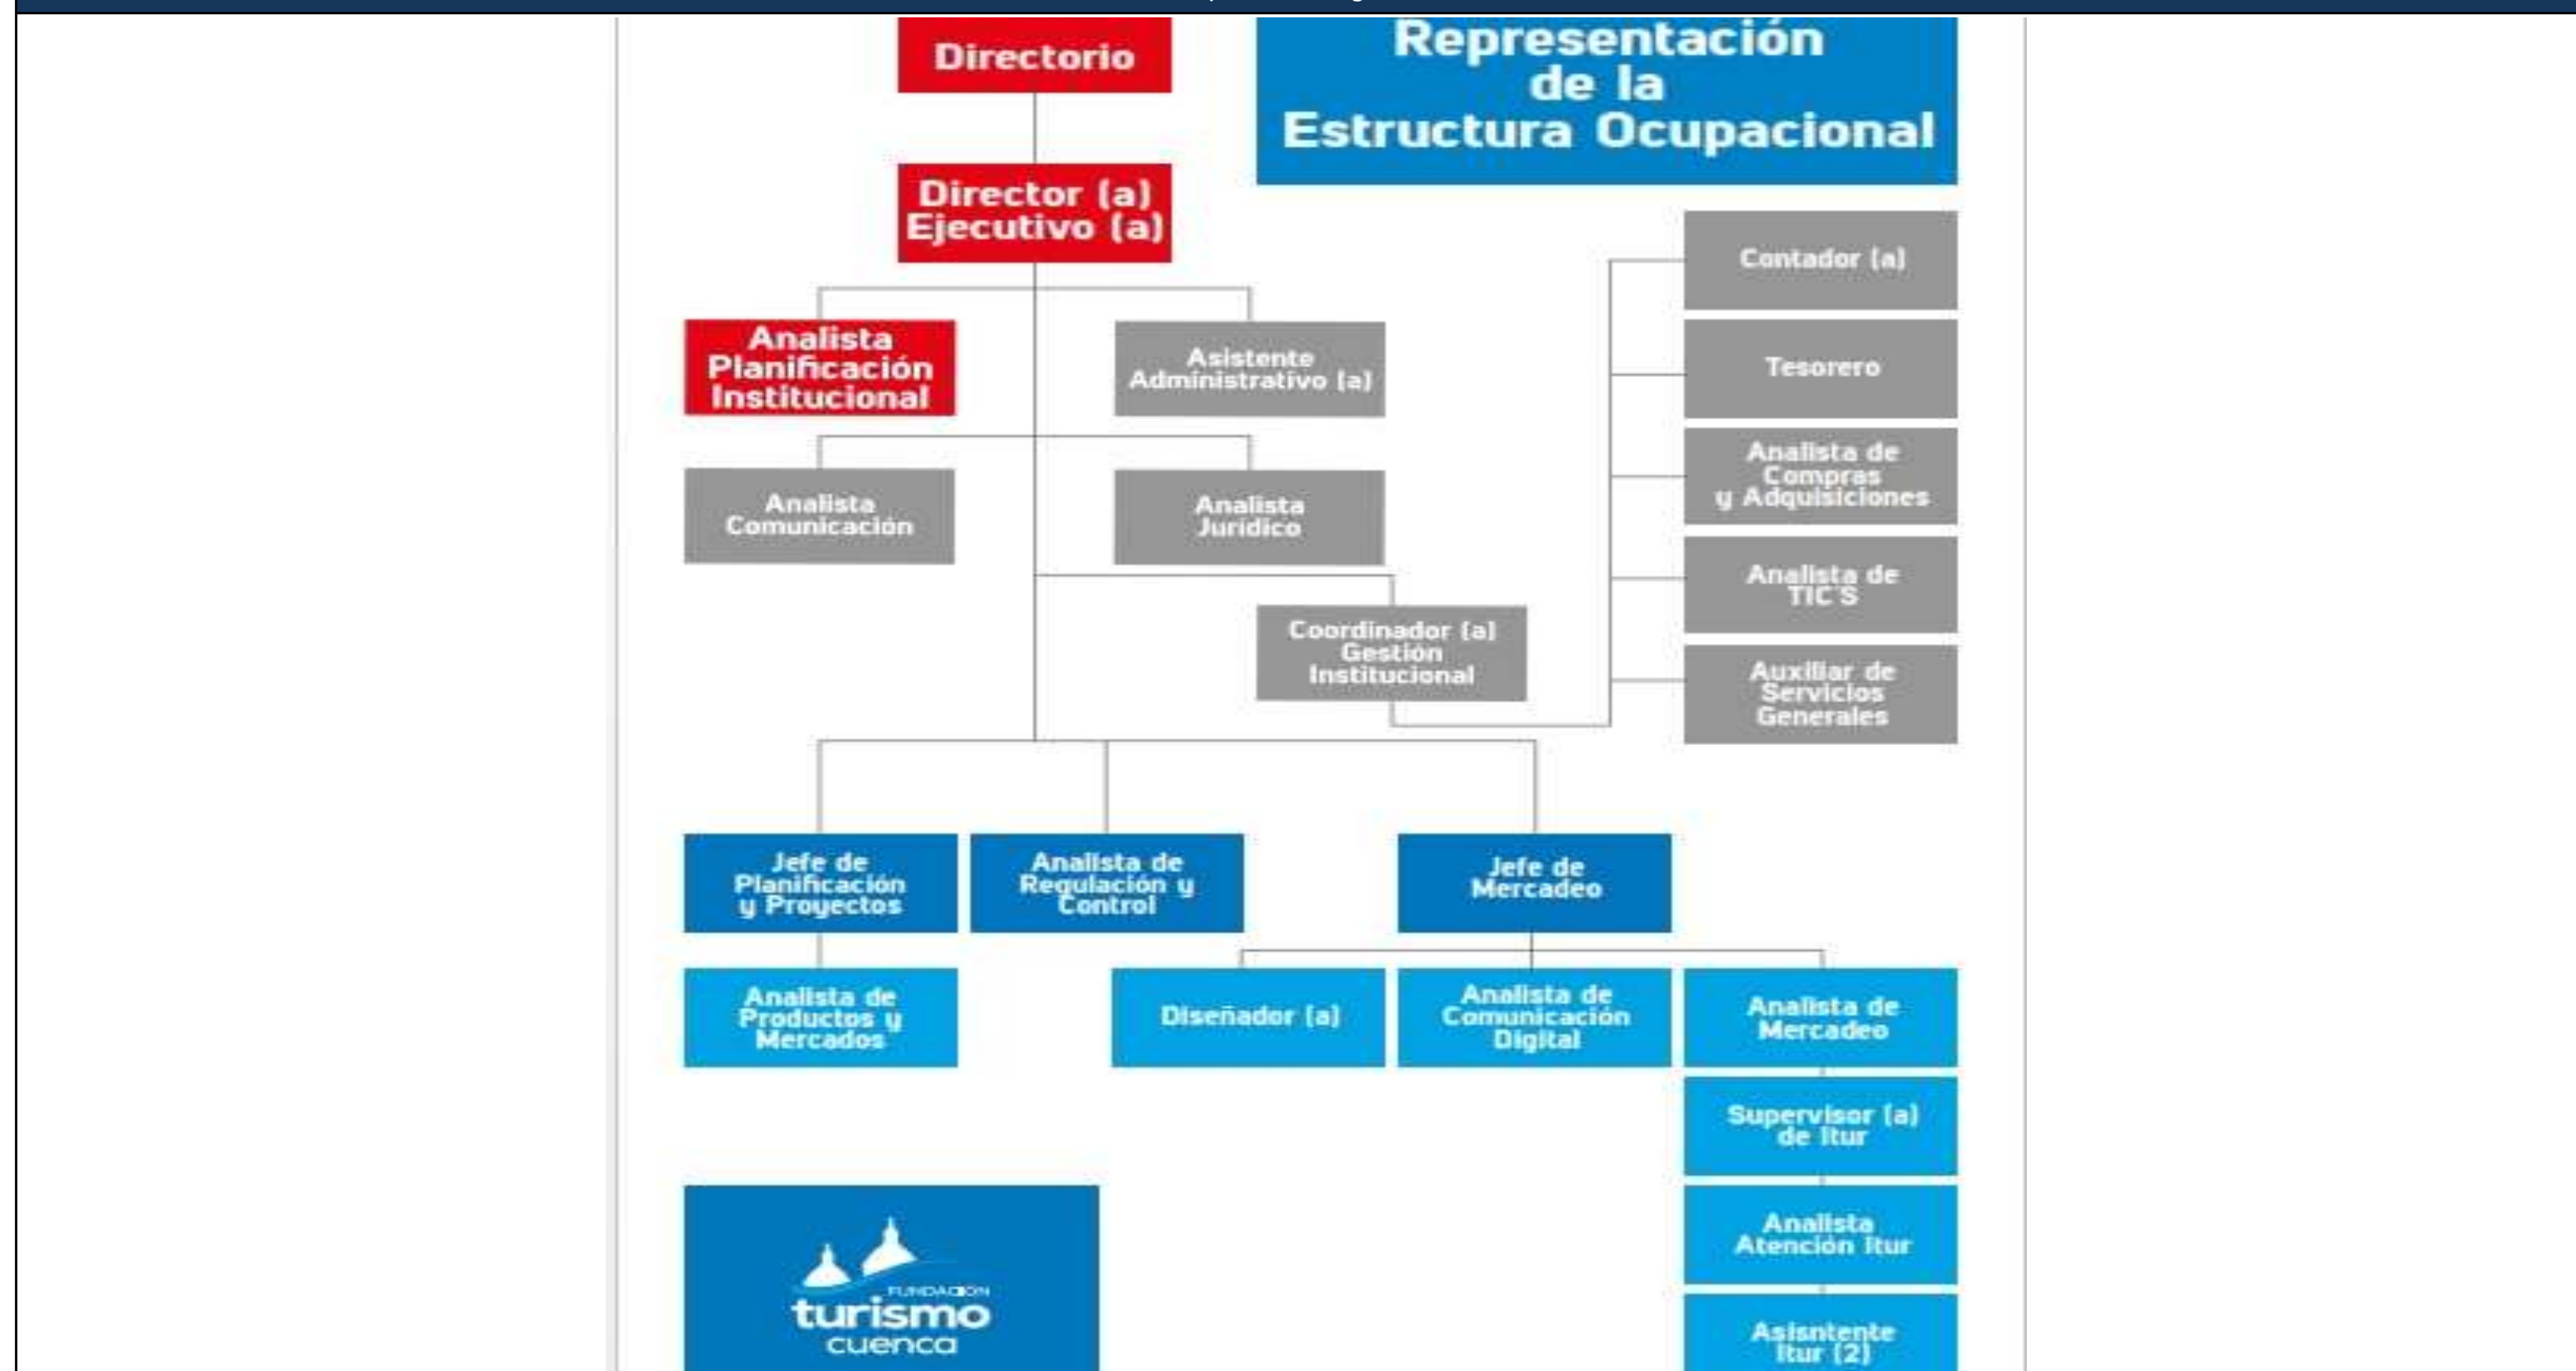 Directorio
Representación
de la
Estructura Ocupacional
Director (a)
Ejecutivo (a)
Contador (a)
Analista
Planificación
Institucional
Asistente
Administrativo (a)
Tesorero
Analista de
Compras
y Adquisiciones
Analista
Comunicación
Analista
Jurídico
Analista de
TIC'S
Coordinador (a)
Gestión
Institucional
Auxiliar de
Servicios
Generales
Jefe de
Planificación
y Proyectos
Analista de
Regulación y
Control
Jefe de
Mercadeo
Analista de
Productos y
Mercados
Diseñador (a)
Analista de
Comunicación
Digital
Analista de
Mercadeo
Supervisor (a)
de Itur
Analista
Atención Itur
Asisntente
Itur (2)
FUNDACIÓN
turismo
cuenca